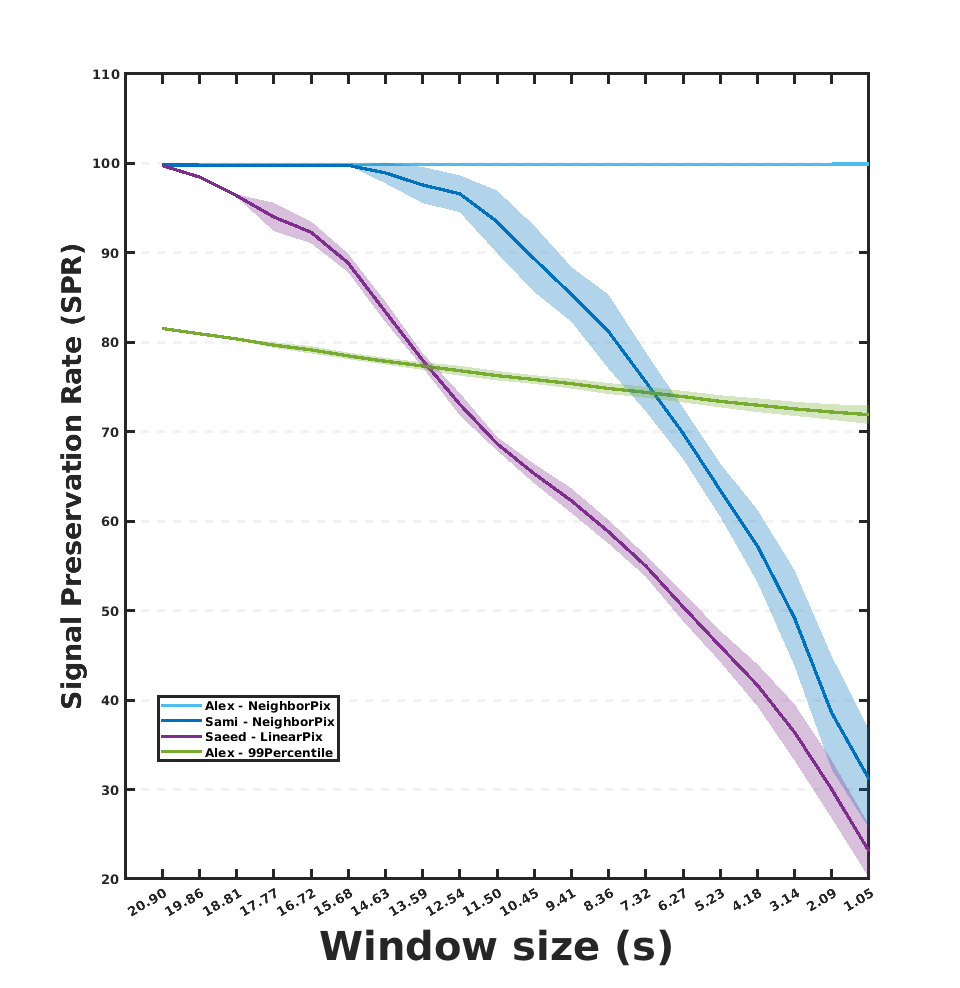 110
100
90
80
70
60
50
40
30
20
Signal Preservation Rate (SPR)
Alex - NeighborPix
Sami - NeighborPix
Saeed - LinearPix
Alex - 99Percentile
20.90 19.86 18.81 17.77 16.72 15.68 14.63 13.59 12.54 11.50 10.45 9.41 8.36 7.32 6.27 5.23 4.18 3.14 2.09 1.05
Window size (s)